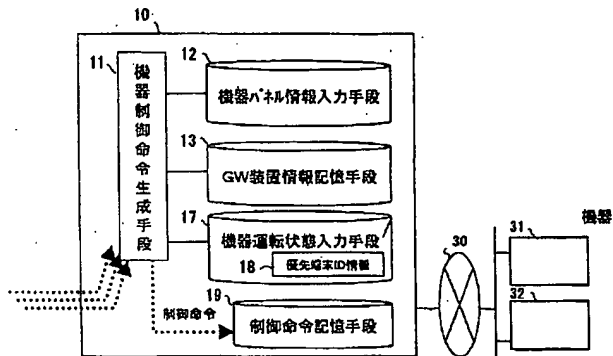 10
11
機器制御命令生成手段
12
機器パネル情報入力手段
13
GW装置情報記憶手段
17
機器運転状態入力手段
18
優先端末ID情報
制御命令
19
制御命令記憶手段
30
機器
31
32